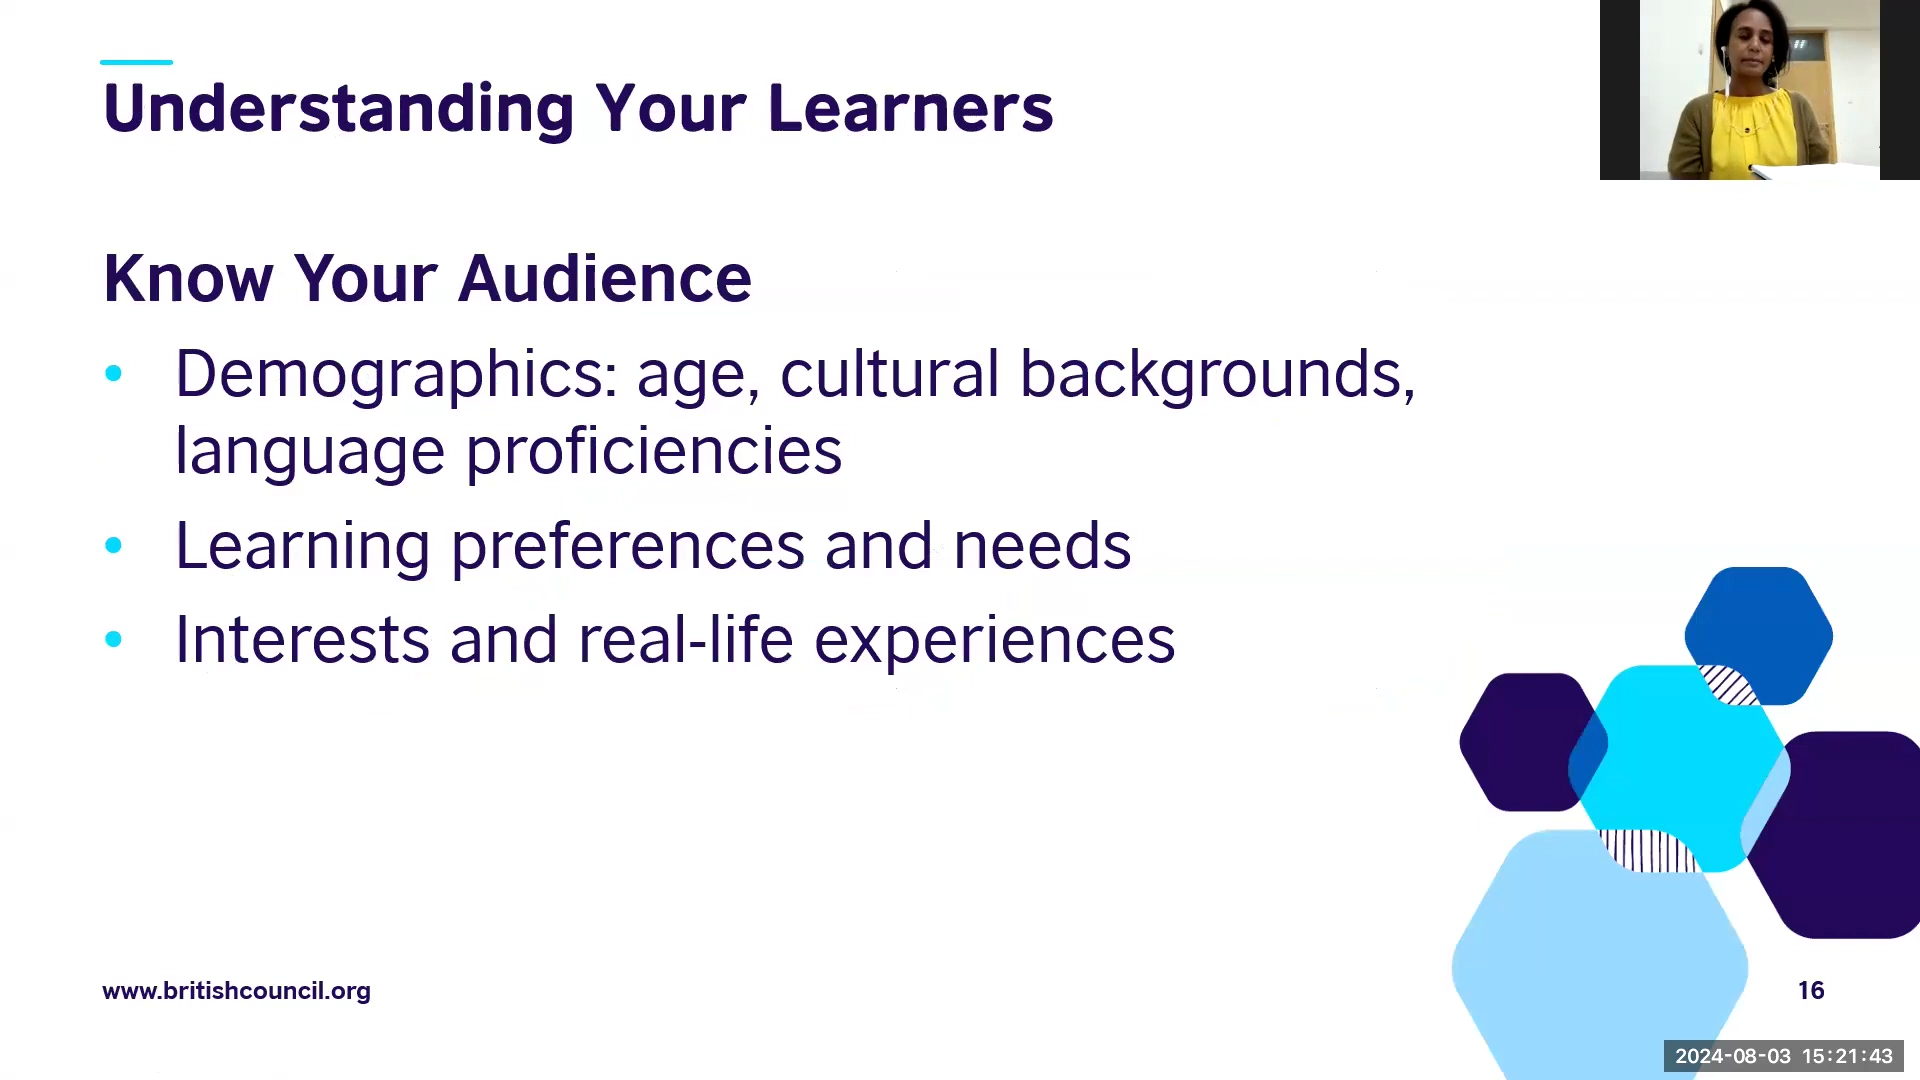 Understanding Your Learners
Know Your Audience
• Demographics: age, cultural backgrounds,
language proficiencies
• Learning preferences and needs
• Interests and real-life experiences
www.britishcouncil.org
16
2024-08-03 15:21:43